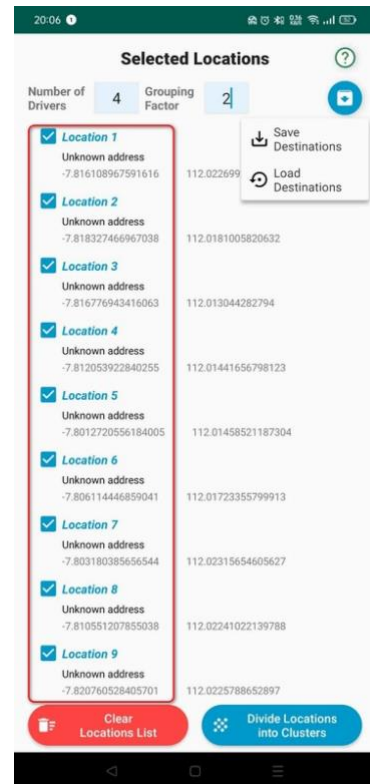 20:06
Selected Locations
?
Number of Drivers 4 Grouping Factor 2
Save Destinations
Load Destinations
Location 1
Unknown address
-7.816108967591616 112.022699
Location 2
Unknown address
-7.818327466967038 112.0181005820632
Location 3
Unknown address
-7.816776943416063 112.013044282794
Location 4
Unknown address
-7.812053922840255 112.01441656798123
Location 5
Unknown address
-7.8012720556184005 112.01458521187304
Location 6
Unknown address
-7.806114446859041 112.01723355799913
Location 7
Unknown address
-7.803180385656544 112.02315654605627
Location 8
Unknown address
-7.810551207855038 112.02241022139788
Location 9
Unknown address
-7.820760528405701 112.0225788652897
Clear
Locations List
Divide Locations
into Clusters